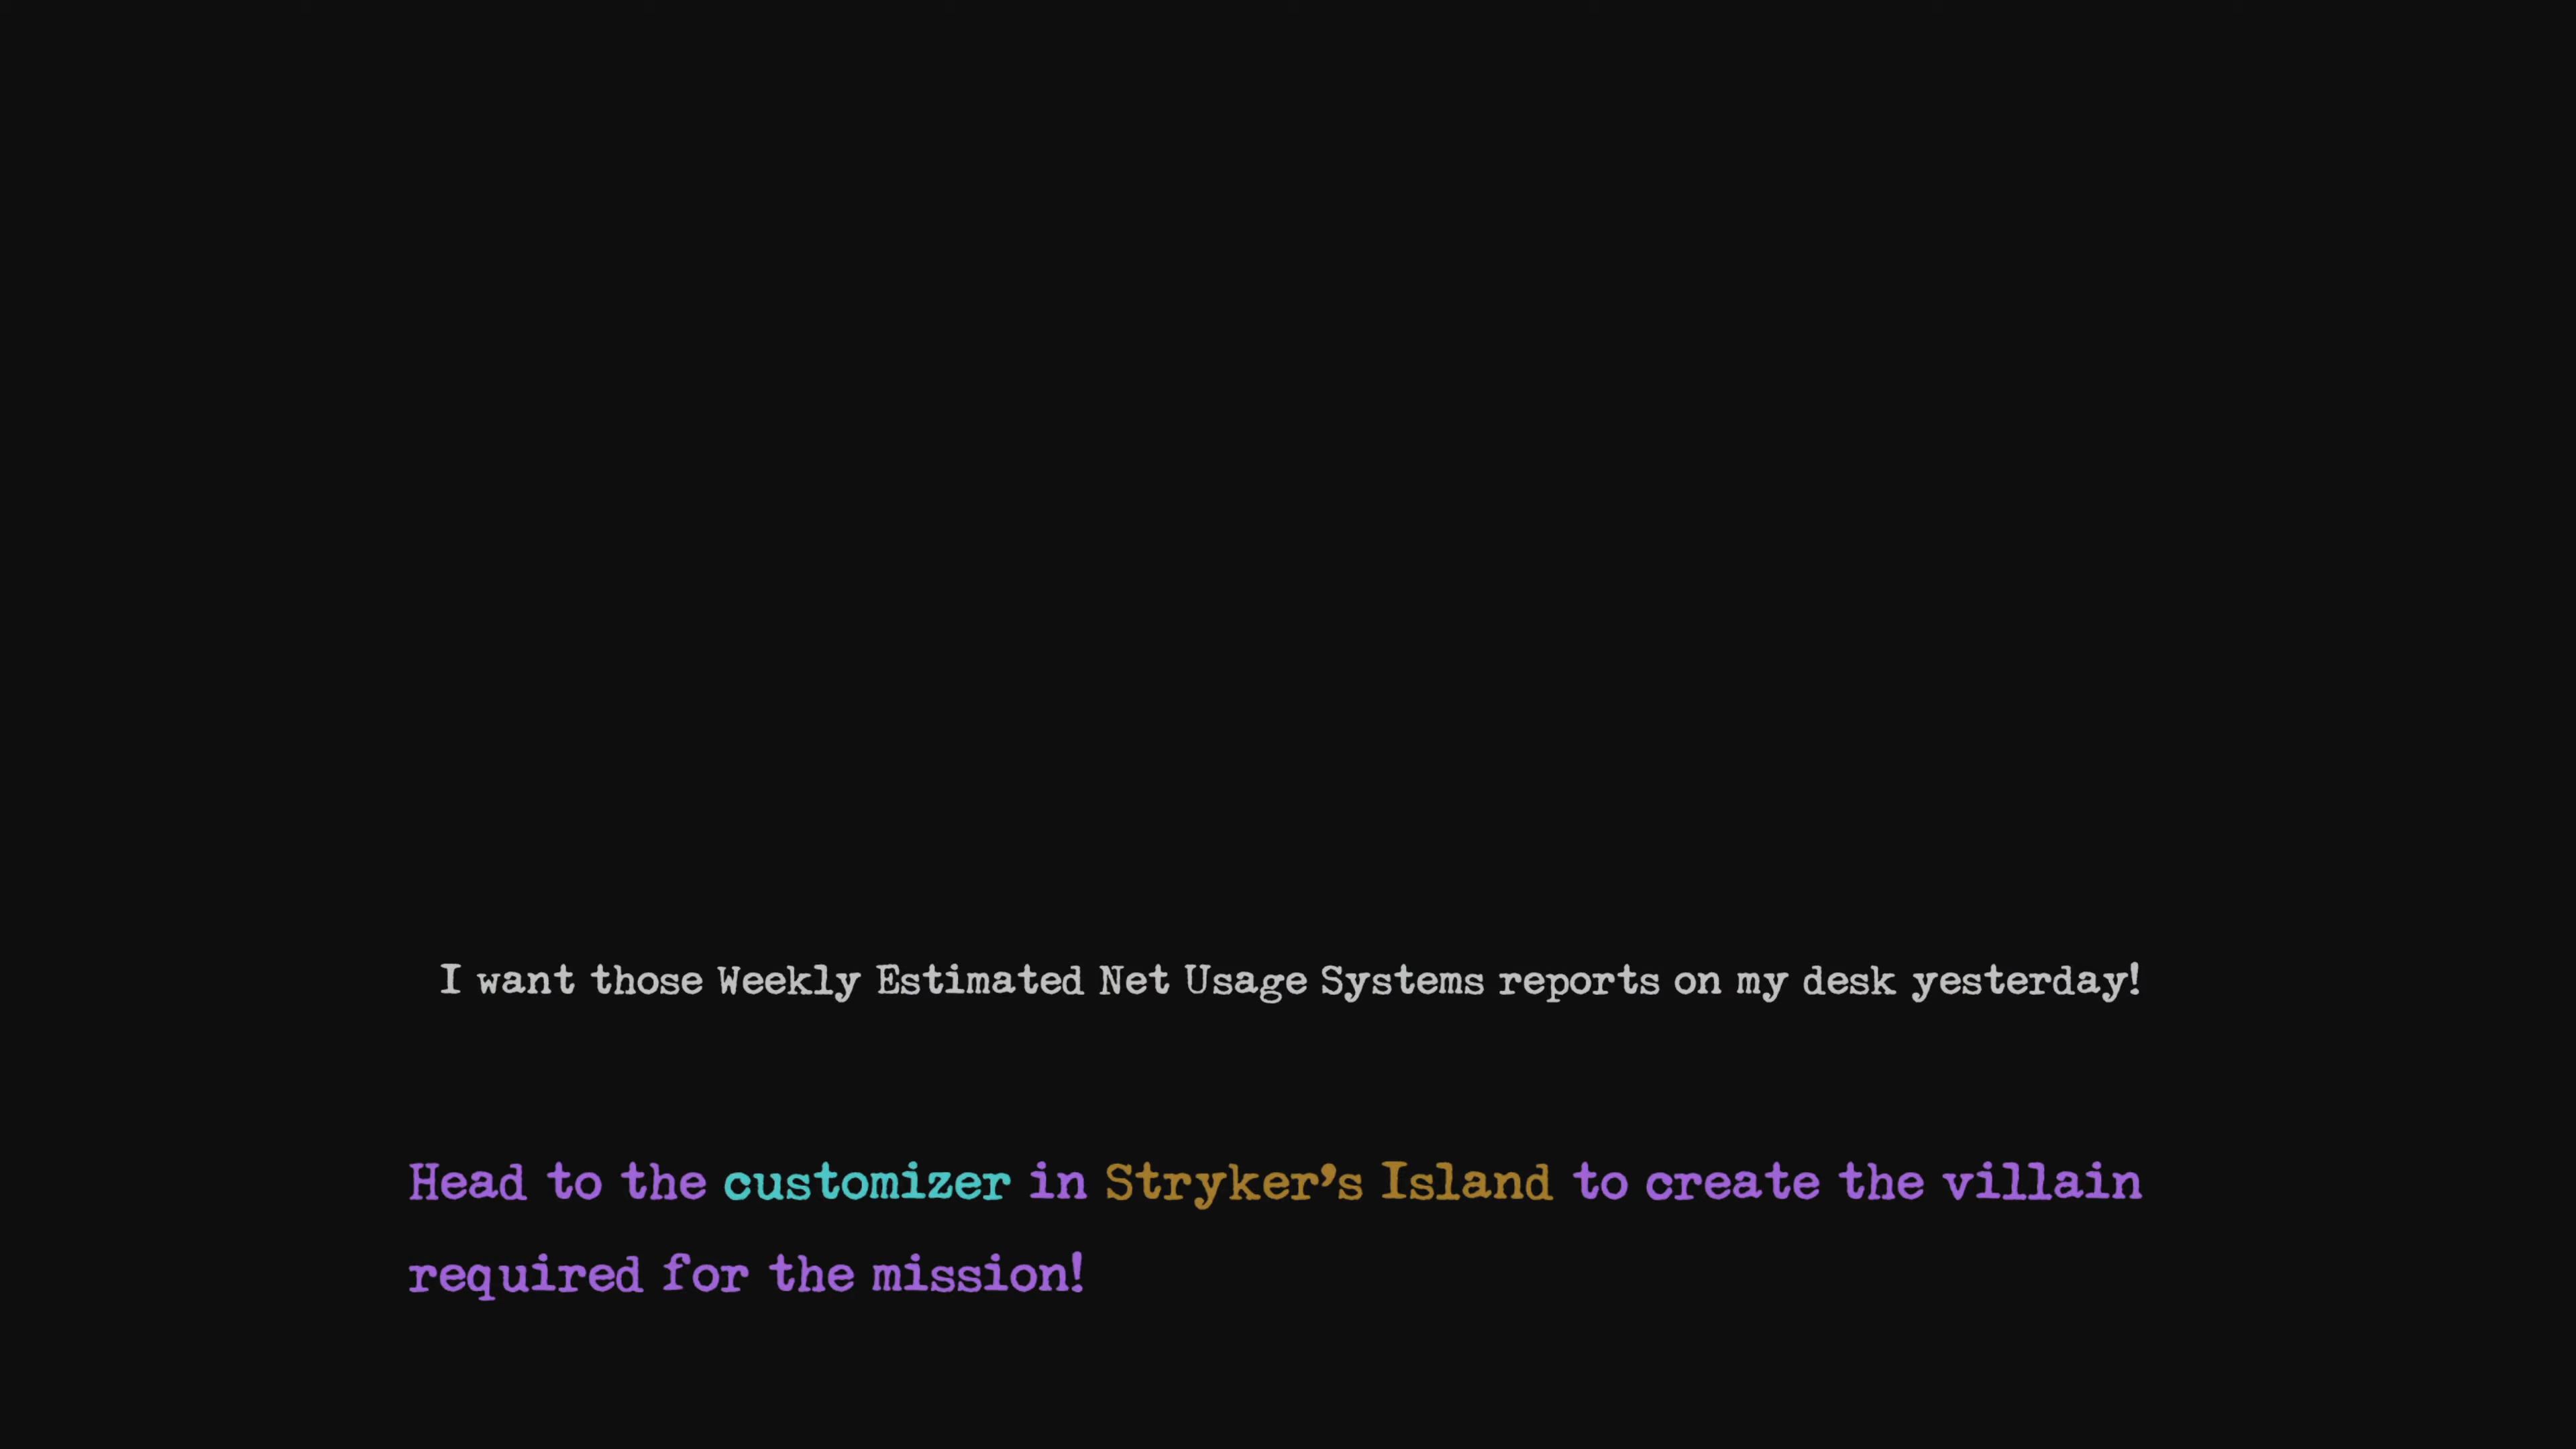 I want those Weekly Estimated Net Usage Systems reports on my desk yesterday!
Head to the customizer in Stryker's Island to create the villain
required for the mission!